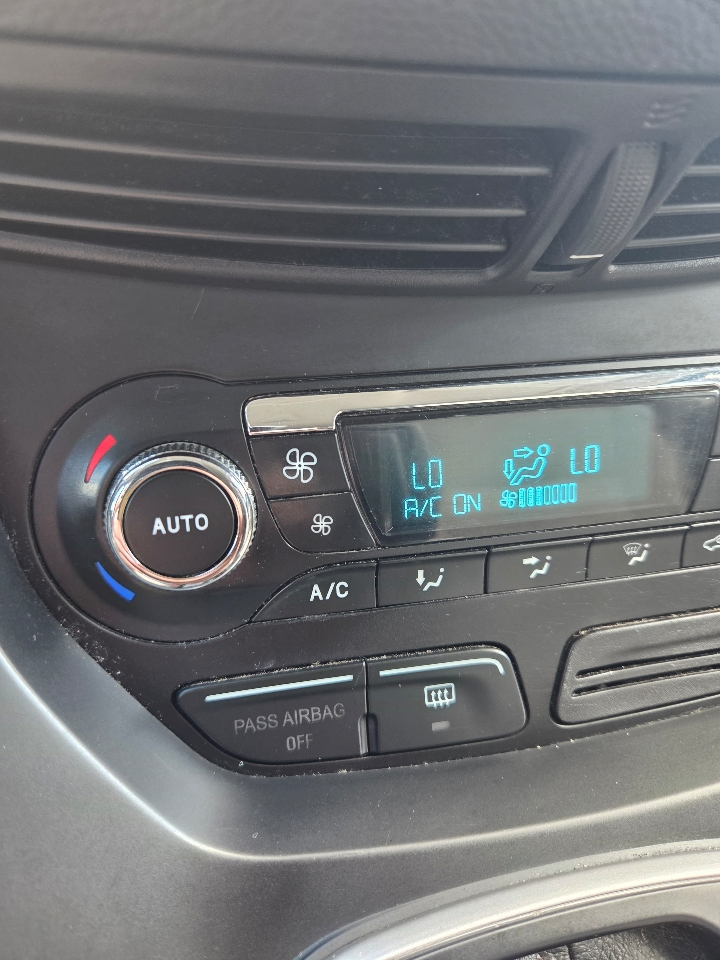 LO LO
A/C ON
AUTO
A/C
PASS AIRBAG
OFF